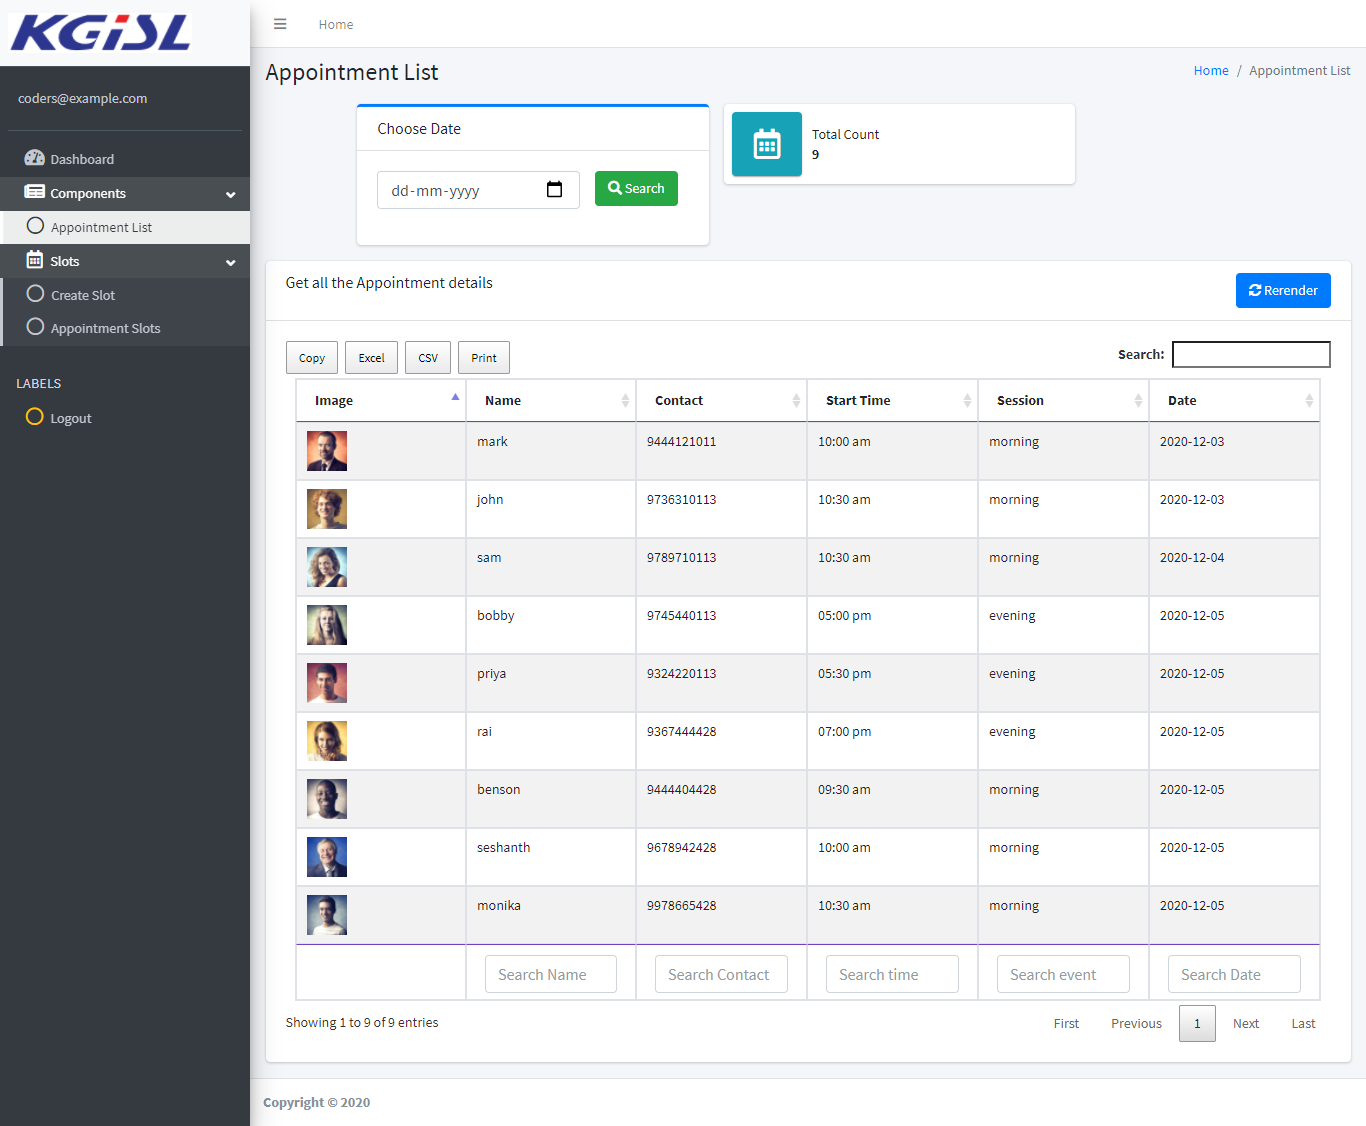 KGiSL
Home
coders@example.com
Dashboard
Components
Appointment List
Slots
Create Slot
Appointment Slots
LABELS
Logout
Appointment List
Home / Appointment List
Choose Date
dd-mm-yyyy
Search
Total Count
9
Get all the Appointment details
Rerender
Copy Excel CSV Print Search:
Image Name Contact Start Time Session Date
mark 9444121011 10:00 am morning 2020-12-03
john 9736310113 10:30 am morning 2020-12-03
sam 9789710113 10:30 am morning 2020-12-04
bobby 9745440113 05:00 pm evening 2020-12-05
priya 9324220113 05:30 pm evening 2020-12-05
rai 9367444428 07:00 pm evening 2020-12-05
benson 9444404428 09:30 am morning 2020-12-05
seshanth 9678942428 10:00 am morning 2020-12-05
monika 9978665428 10:30 am morning 2020-12-05
Search Name Search Contact Search time Search event Search Date
Showing 1 to 9 of 9 entries First Previous 1 Next Last
Copyright © 2020